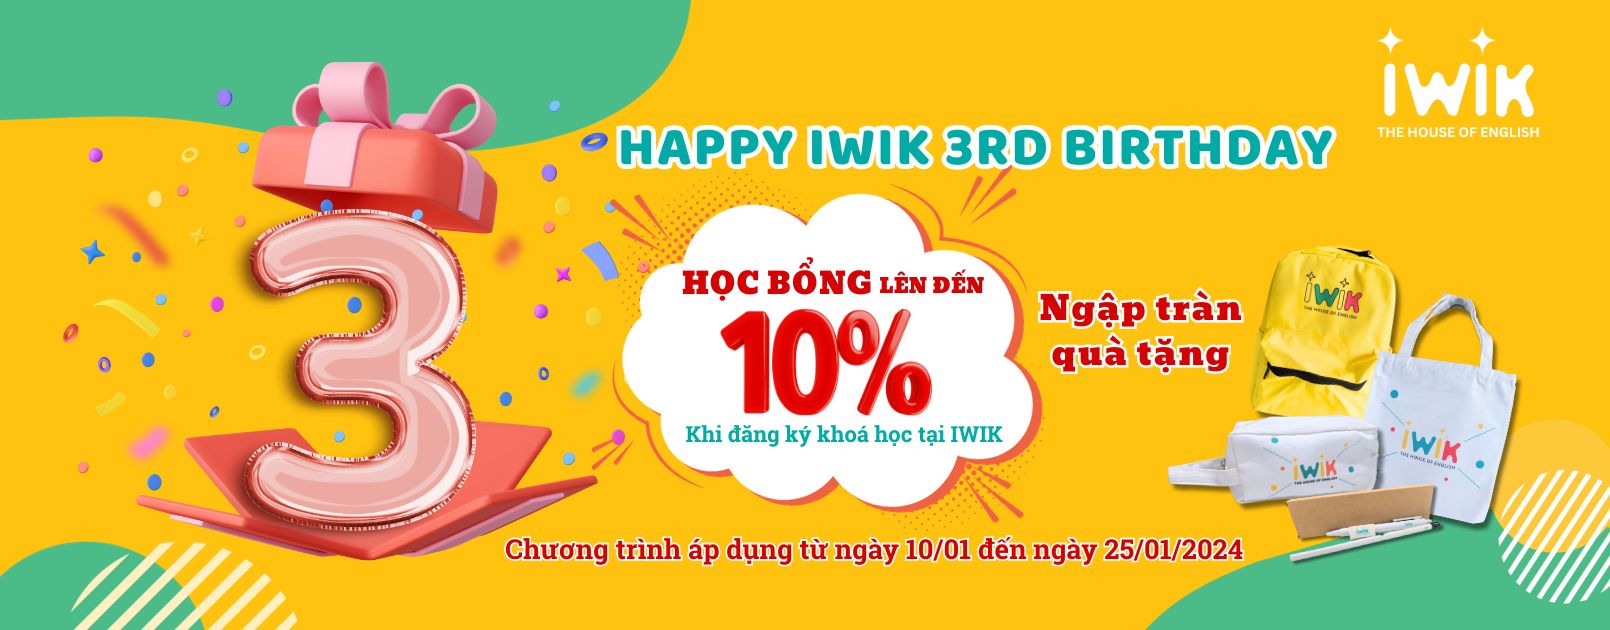 IWIK
THE HOUSE OF ENGLISH
HAPPY IWIK 3RD BIRTHDAY
3
HỌC BỔNG LÊN ĐẾN
10%
Khi đăng ký khoá học tại IWIK
Ngập tràn
quà tặng
IWIK
THE HOUSE OF ENGLISH
IWIK
THE HOUSE OF ENGLISH
IWIK
THE HOUSE OF ENGLISH
iwik
Chương trình áp dụng từ ngày 10/01 đến ngày 25/01/2024